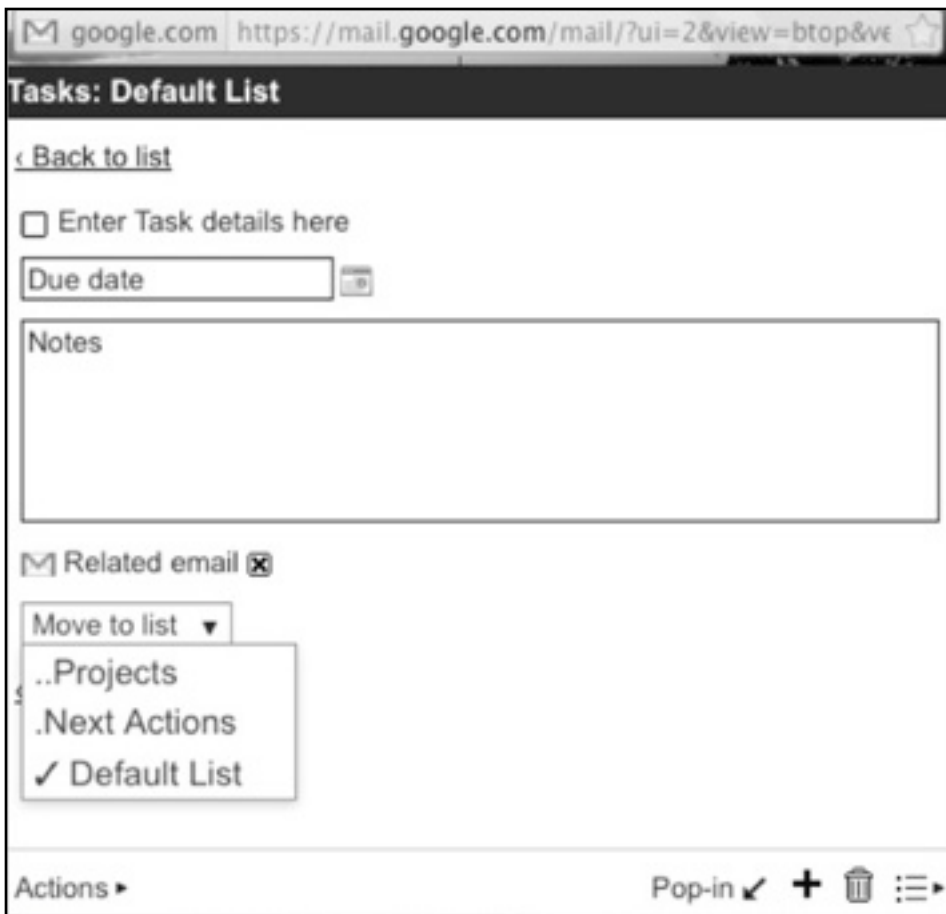 google.com https://mail.google.com/mail/?ui=2&view=btop&ve
Tasks: Default List
‹ Back to list
Enter Task details here
Due date
Notes
Related email
Move to list ▼
..Projects
.Next Actions
✓ Default List
Actions ▸
Pop-in ↙